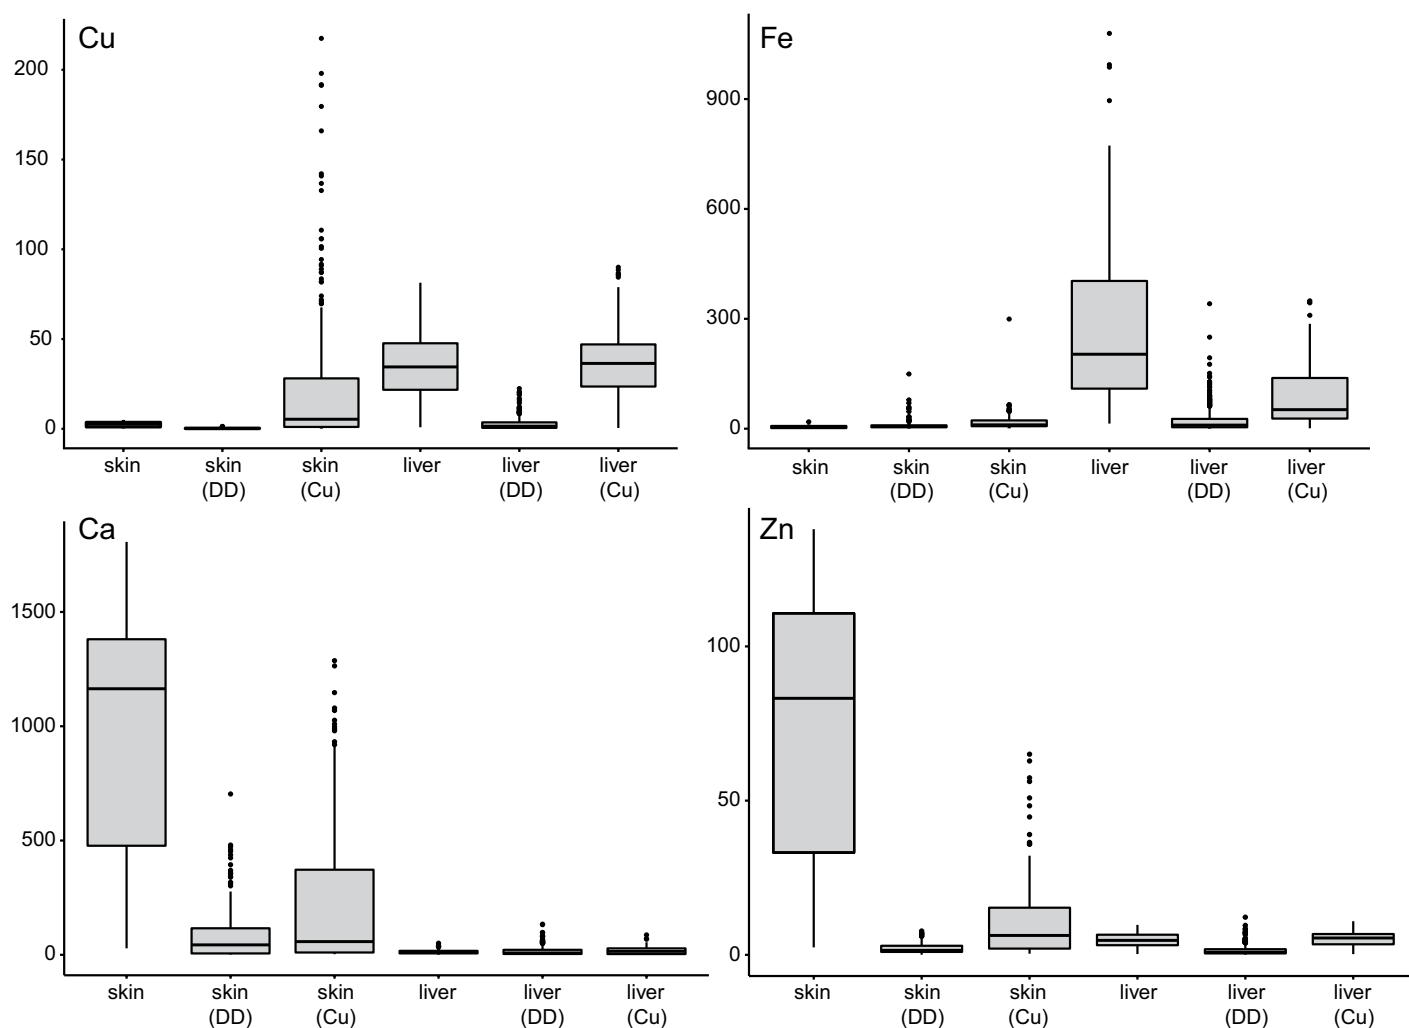 Cu
200
150
100
50
0
skin skin skin liver liver liver
(DD) (Cu) (DD) (Cu)
Fe
900
600
300
0
skin skin skin liver liver liver
(DD) (Cu) (DD) (Cu)
Ca
1500
1000
500
0
skin skin skin liver liver liver
(DD) (Cu) (DD) (Cu)
Zn
100
50
0
skin skin skin liver liver liver
(DD) (Cu) (DD) (Cu)